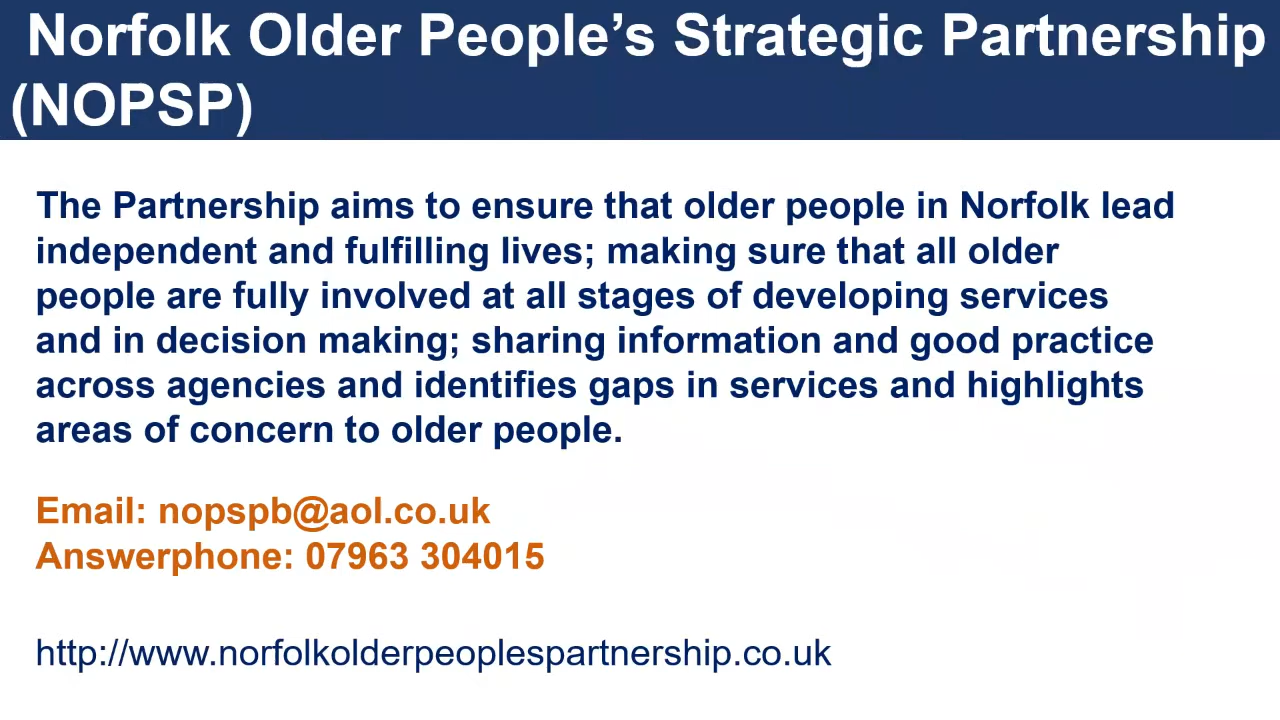 Norfolk Older People’s Strategic Partnership
(NOPSP)
The Partnership aims to ensure that older people in Norfolk lead
independent and fulfilling lives; making sure that all older
people are fully involved at all stages of developing services
and in decision making; sharing information and good practice
across agencies and identifies gaps in services and highlights
areas of concern to older people.
Email: nopspb@aol.co.uk
Answerphone: 07963 304015
http://www.norfolkolderpeoplespartnership.co.uk